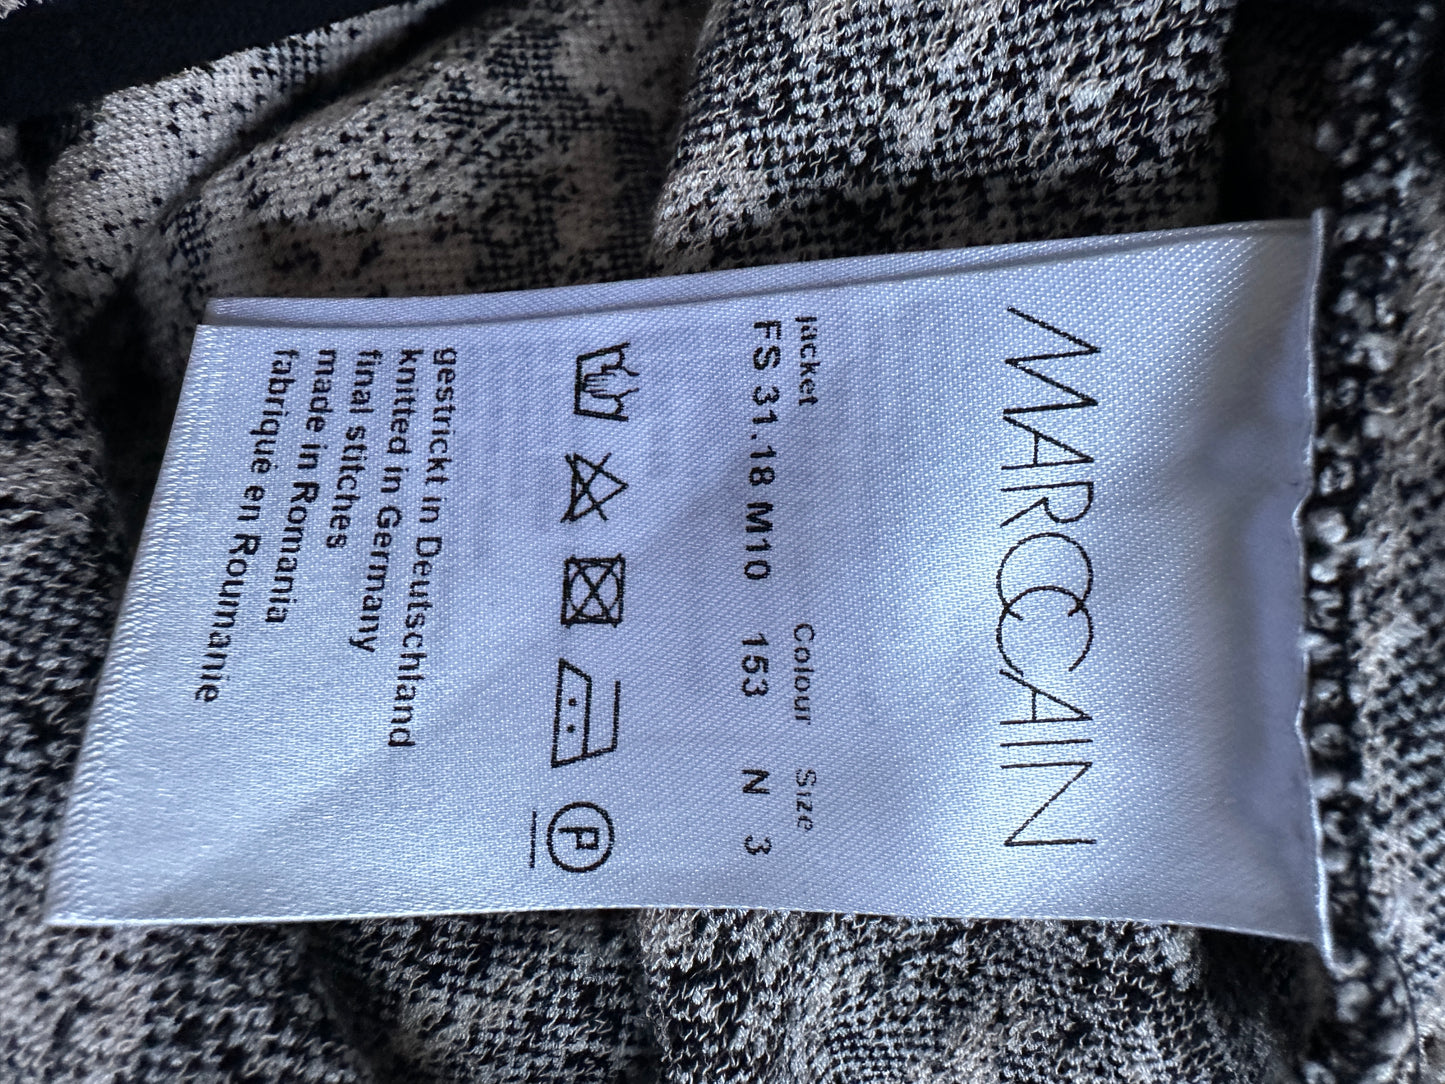 MARCCAIN
Jacket Colour Size
FS 31.18 M10 153 N 3
P
gestrickt in Deutschland
knitted in Germany
final stitches
made in Romania
fabriqué en Roumanie